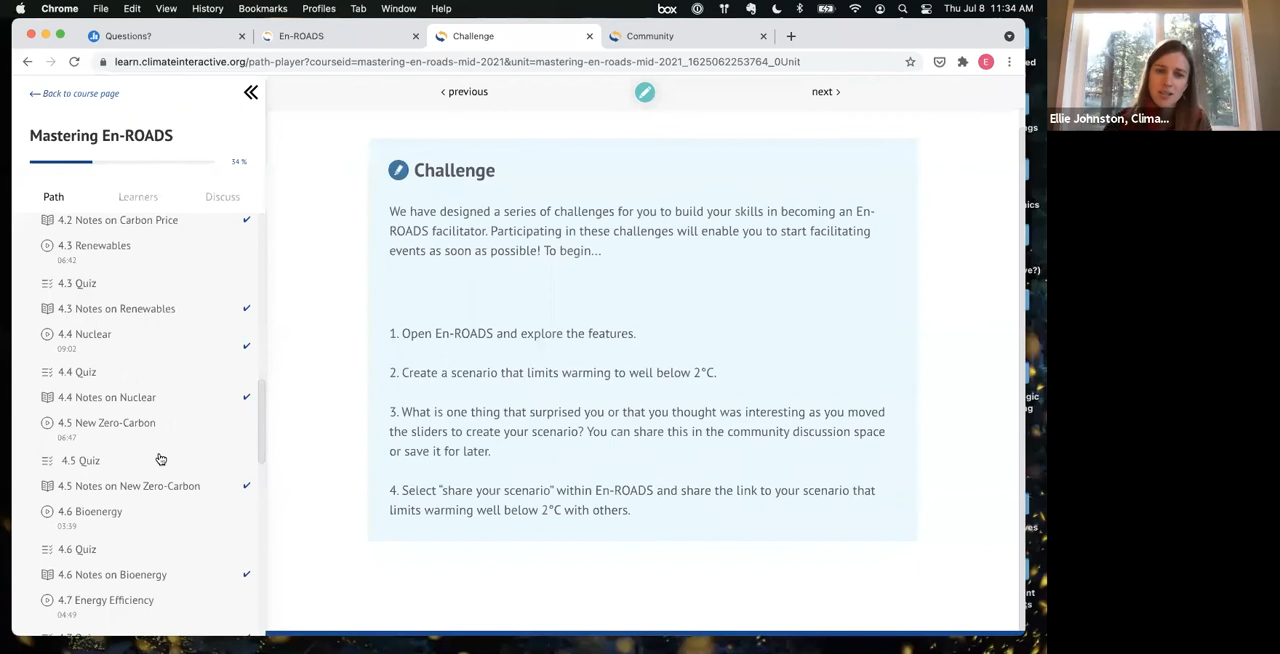 Chrome File Edit View History Bookmarks Profiles Tab Window Help box Thu Jul 8 11:34 AM
Questions? En-ROADS Challenge Community
learn.climateinteractive.org/path-player?courseid=mastering-en-roads-mid-2021&unit=mastering-en-roads-mid-2021_1625062253764_0Unit E
Back to course page
Mastering En-ROADS
34 %
Path Learners Discuss
4.2 Notes on Carbon Price
4.3 Renewables
06:42
4.3 Quiz
4.3 Notes on Renewables
4.4 Nuclear
09:02
4.4 Quiz
4.4 Notes on Nuclear
4.5 New Zero-Carbon
06:47
4.5 Quiz
4.5 Notes on New Zero-Carbon
4.6 Bioenergy
03:39
4.6 Quiz
4.6 Notes on Bioenergy
4.7 Energy Efficiency
04:49
previous next
Challenge
We have designed a series of challenges for you to build your skills in becoming an En-
ROADS facilitator. Participating in these challenges will enable you to start facilitating
events as soon as possible! To begin...
1. Open En-ROADS and explore the features.
2. Create a scenario that limits warming to well below 2°C.
3. What is one thing that surprised you or that you thought was interesting as you moved
the sliders to create your scenario? You can share this in the community discussion space
or save it for later.
4. Select “share your scenario” within En-ROADS and share the link to your scenario that
limits warming well below 2°C with others.
Ellie Johnston, Clima...